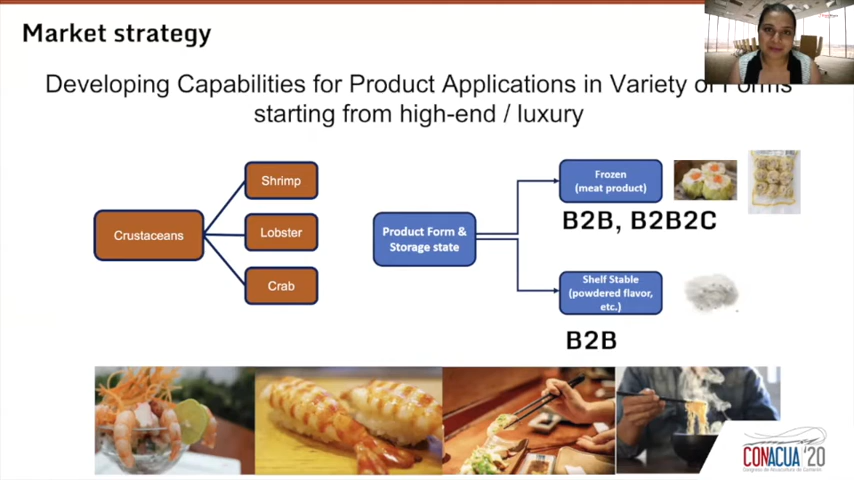 Market strategy
Developing Capabilities for Product Applications in Variety of Forms
starting from high-end / luxury
Crustaceans
Shrimp
Lobster
Crab
Product Form &
Storage state
Frozen
(meat product)
B2B, B2B2C
Shelf Stable
(powdered flavor,
etc.)
B2B
CONACUA '20